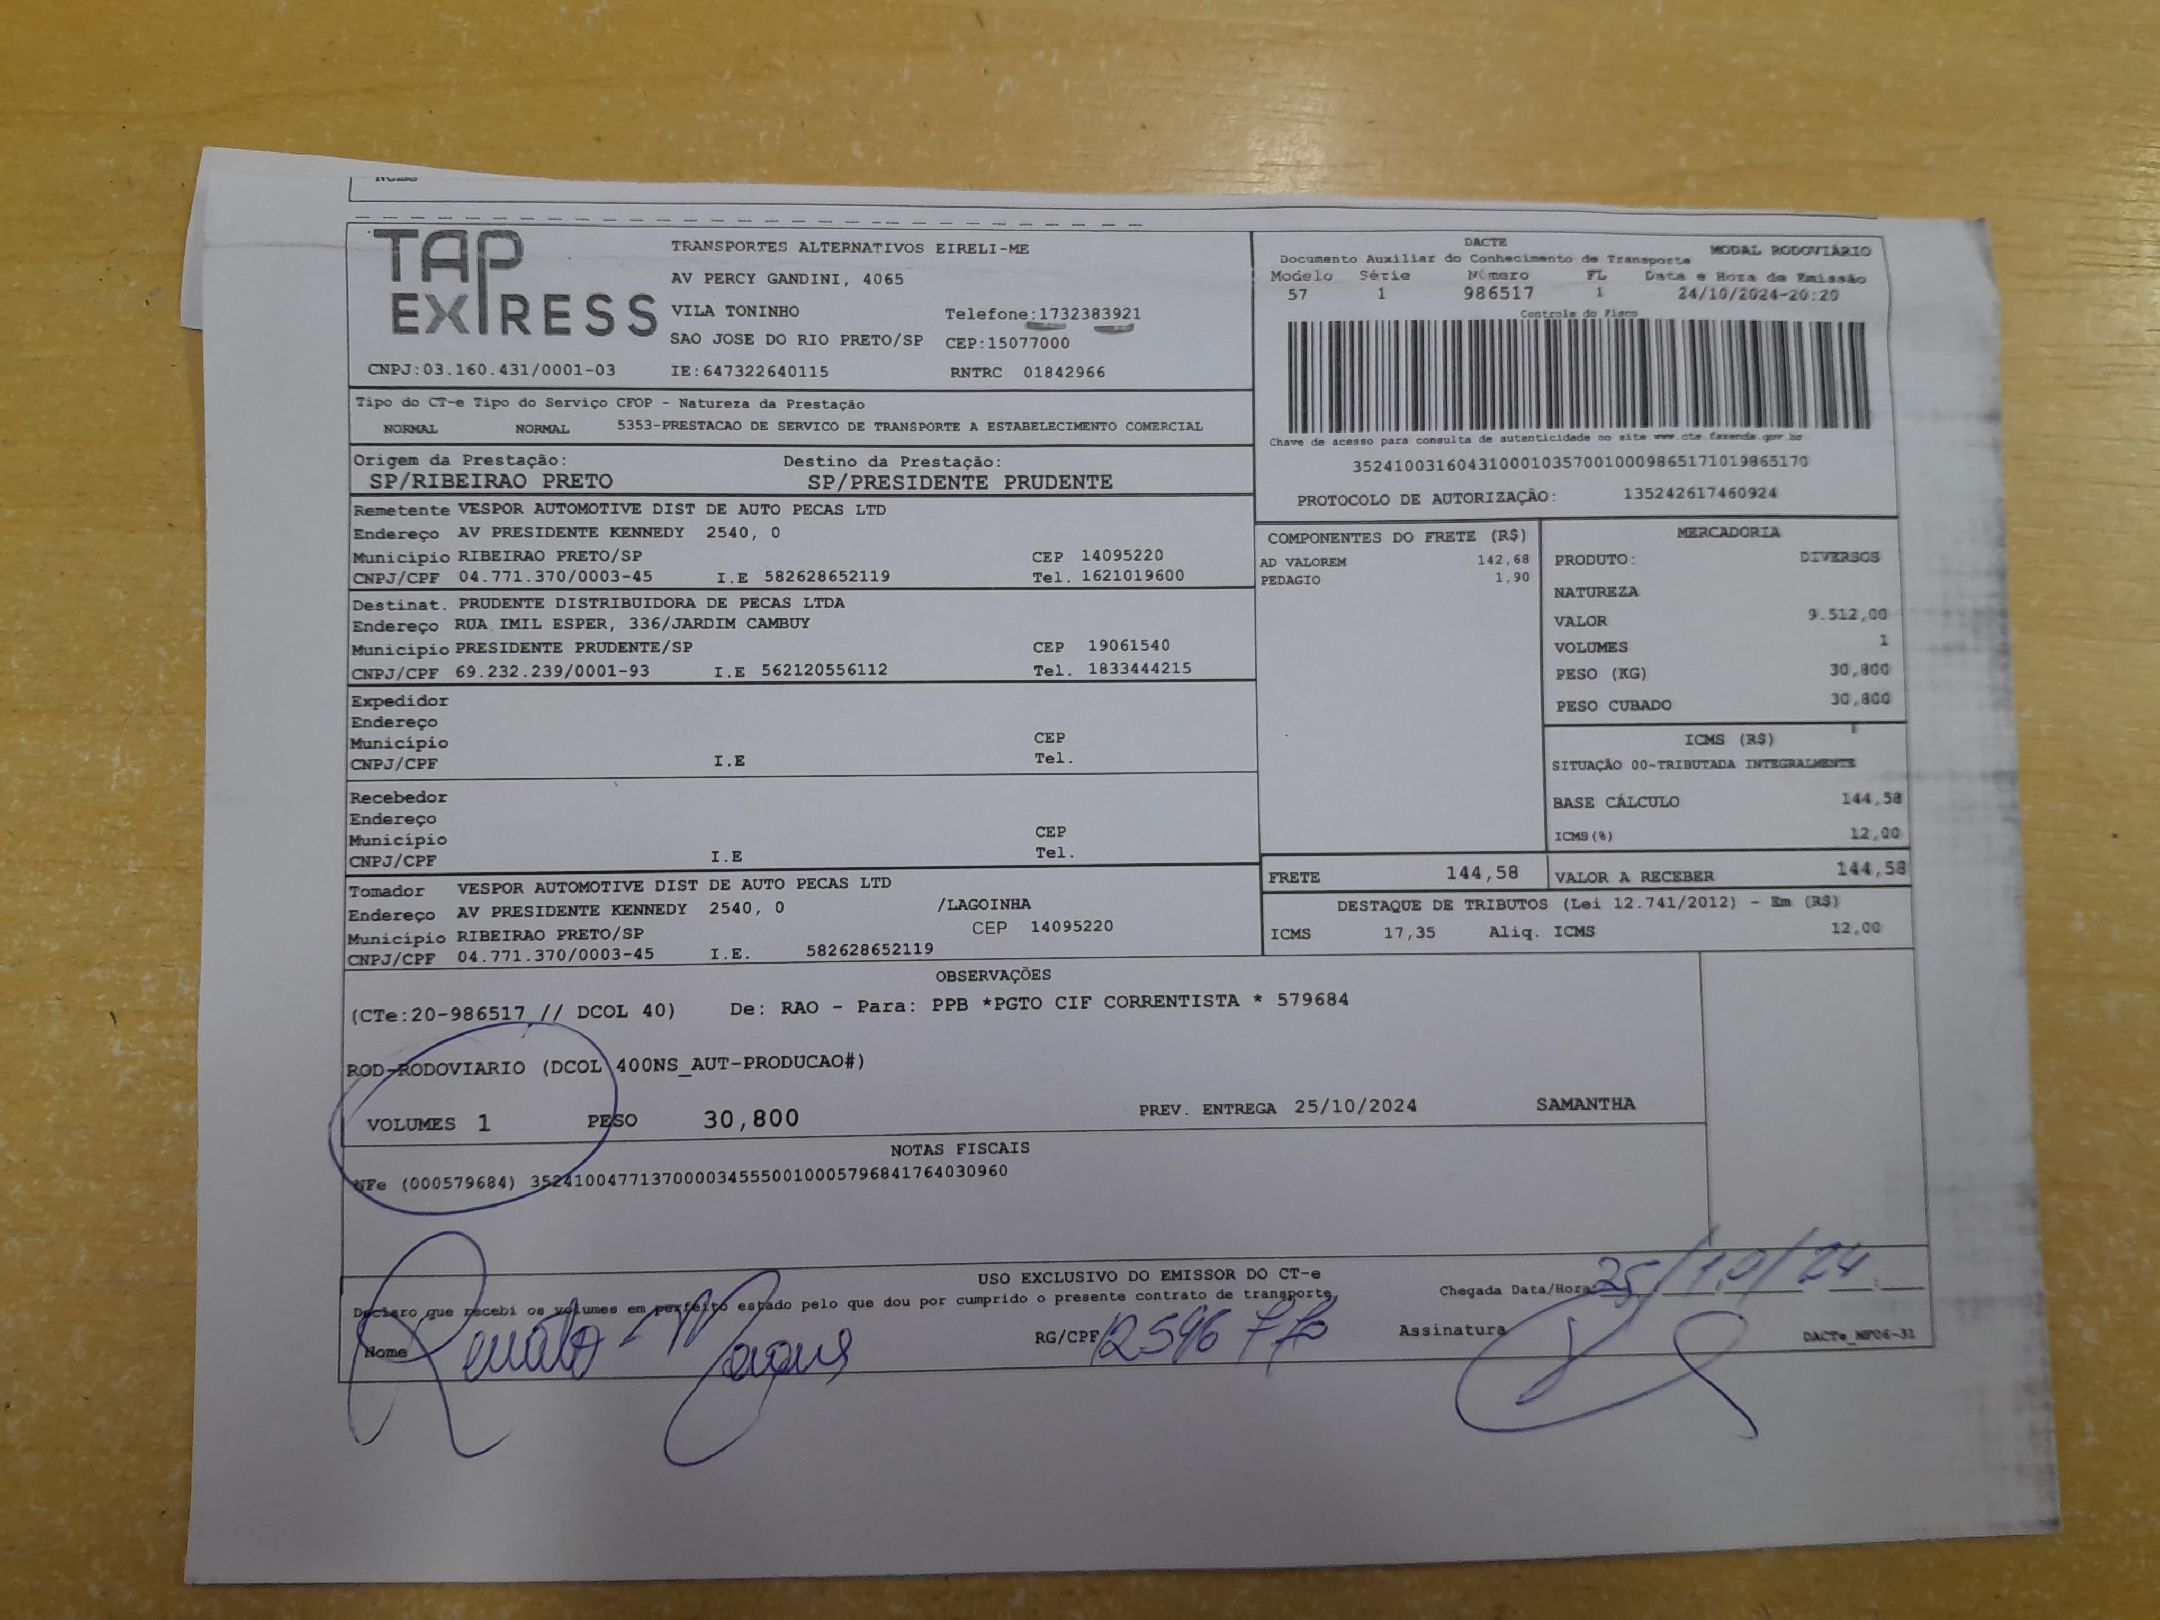 TAP
EXPRESS
TRANSPORTES ALTERNATIVOS EIRELI-ME
AV PERCY GANDINI, 4065
VILA TONINHO Telefone:1732383921
SAO JOSE DO RIO PRETO/SP CEP:15077000
CNPJ:03.160.431/0001-03 IE:647322640115 RNTRC 01842966
DACTE MODAL RODOVIÁRIO
Documento Auxiliar do Conhecimento de Transporte
Modelo Série Número FL Data e Hora de Emissão
57 1 986517 1 24/10/2024-20:20
Controle do Fisco
Chave de acesso para consulta de autenticidade no site www.cte.fazenda.gov.br
35241003160431000103570010009865171019865170
PROTOCOLO DE AUTORIZAÇÃO: 135242617460924
Tipo do CT-e Tipo do Serviço CFOP - Natureza da Prestação
NORMAL NORMAL 5353-PRESTACAO DE SERVICO DE TRANSPORTE A ESTABELECIMENTO COMERCIAL
Origem da Prestação: Destino da Prestação:
SP/RIBEIRAO PRETO SP/PRESIDENTE PRUDENTE
Remetente VESPOR AUTOMOTIVE DIST DE AUTO PECAS LTD
Endereço AV PRESIDENTE KENNEDY 2540, 0
Município RIBEIRAO PRETO/SP CEP 14095220
CNPJ/CPF 04.771.370/0003-45 I.E 582628652119 Tel. 1621019600
Destinat. PRUDENTE DISTRIBUIDORA DE PECAS LTDA
Endereço RUA IMIL ESPER, 336/JARDIM CAMBUY
Município PRESIDENTE PRUDENTE/SP CEP 19061540
CNPJ/CPF 69.232.239/0001-93 I.E 562120556112 Tel. 1833444215
Expedidor
Endereço
Município CEP
CNPJ/CPF I.E Tel.
Recebedor
Endereço
Município CEP
CNPJ/CPF I.E Tel.
Tomador VESPOR AUTOMOTIVE DIST DE AUTO PECAS LTD
Endereço AV PRESIDENTE KENNEDY 2540, 0 /LAGOINHA
Município RIBEIRAO PRETO/SP CEP 14095220
CNPJ/CPF 04.771.370/0003-45 I.E. 582628652119
COMPONENTES DO FRETE (R$)
AD VALOREM 142,68
PEDAGIO 1,90
MERCADORIA
PRODUTO: DIVERSOS
NATUREZA
VALOR 9.512,00
VOLUMES 1
PESO (KG) 30,800
PESO CUBADO 30,800
ICMS (R$)
SITUAÇÃO 00-TRIBUTADA INTEGRALMENTE
BASE CÁLCULO 144,58
ICMS(%) 12,00
FRETE 144,58 VALOR A RECEBER 144,58
DESTAQUE DE TRIBUTOS (Lei 12.741/2012) - Em (R$)
ICMS 17,35 Aliq. ICMS 12,00
OBSERVAÇÕES
(CTe:20-986517 // DCOL 40) De: RAO - Para: PPB *PGTO CIF CORRENTISTA * 579684
ROD-RODOVIARIO (DCOL 400NS_AUT-PRODUCAO#)
VOLUMES 1 PESO 30,800 PREV. ENTREGA 25/10/2024 SAMANTHA
NOTAS FISCAIS
NFe (000579684) 35241004771370000345550010005796841764030960
USO EXCLUSIVO DO EMISSOR DO CT-e
Declaro que recebi os volumes em perfeito estado pelo que dou por cumprido o presente contrato de transporte
Chegada Data/Hora 25/10/24
Nome Renato
RG/CPF
Assinatura
DACTe_MF06-31